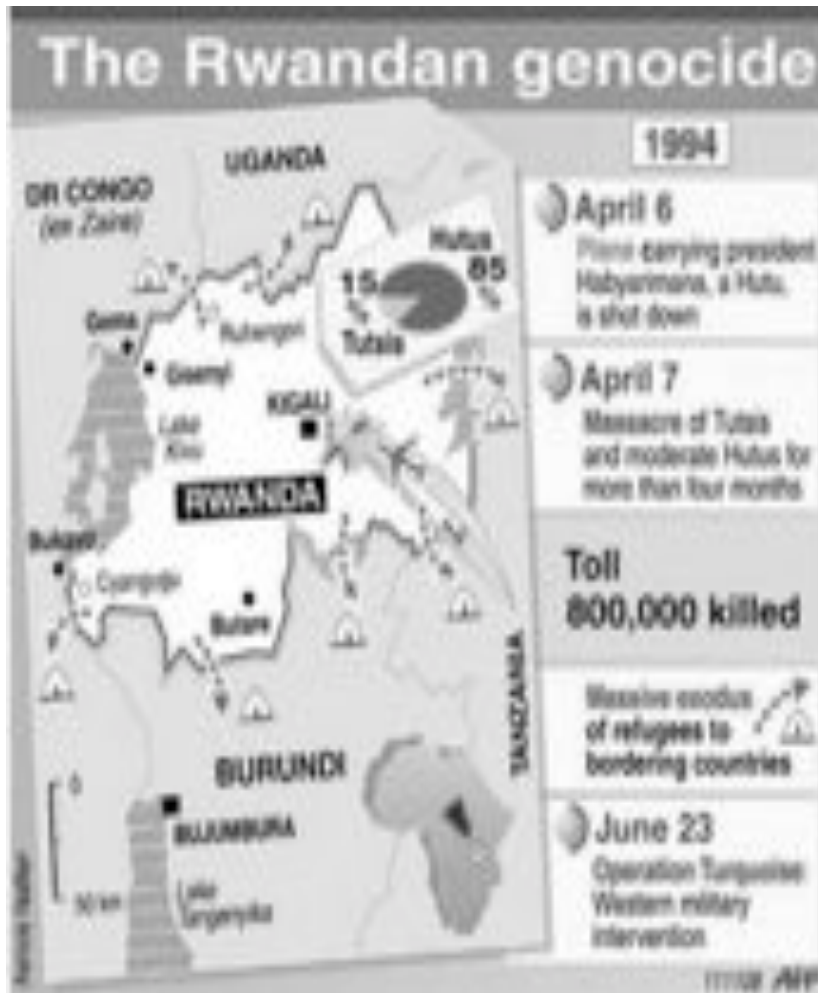 The Rwandan genocide
1994
UGANDA
DR CONGO
(ex Zaire)
April 6
Plane carrying president
Habyarimana, a Hutu,
is shot down
Hutus
85
%
15
%
Tutsis
Goma
Ruhengeri
Gisenyi
April 7
Massacre of Tutsis
and moderate Hutus for
more than four months
KIGALI
Lake
Kivu
RWANDA
Bukavu
Cyangugu
Butare
Toll
800,000 killed
TANZANIA
Massive exodus
of refugees to
bordering countries
BURUNDI
0
50 km
BUJUMBURA
Lake
Tanganyika
June 23
Operation Turquoise:
Western military
intervention
AFP